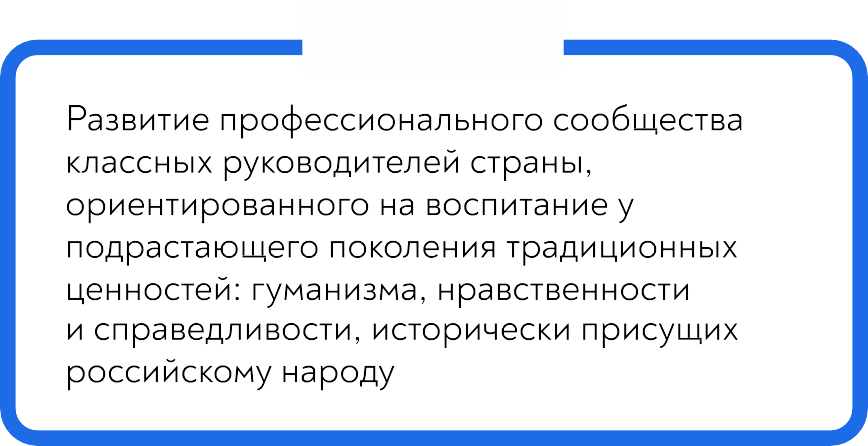 Развитие профессионального сообщества
классных руководителей страны,
ориентированного на воспитание у
подрастающего поколения традиционных
ценностей: гуманизма, нравственности
и справедливости, исторически присущих
российскому народу